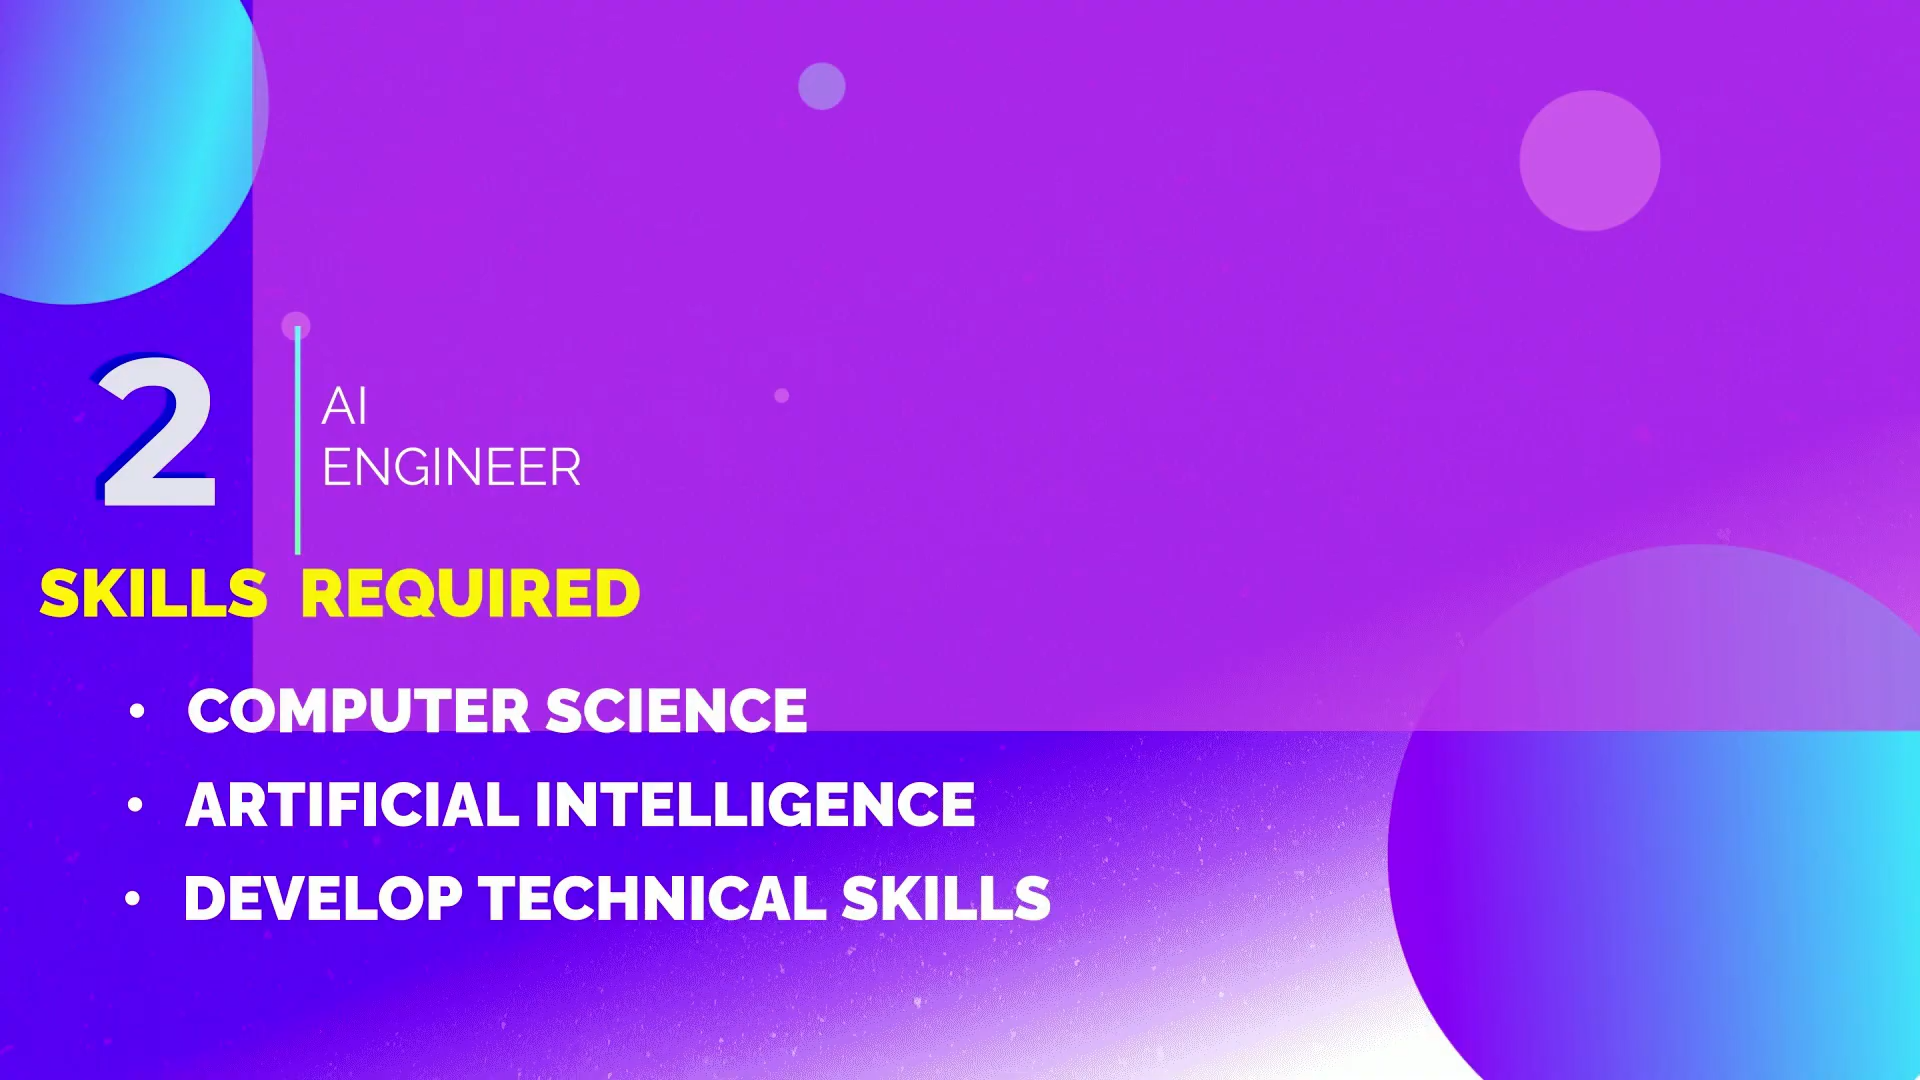 2
AI
ENGINEER
SKILLS REQUIRED
• COMPUTER SCIENCE
• ARTIFICIAL INTELLIGENCE
• DEVELOP TECHNICAL SKILLS